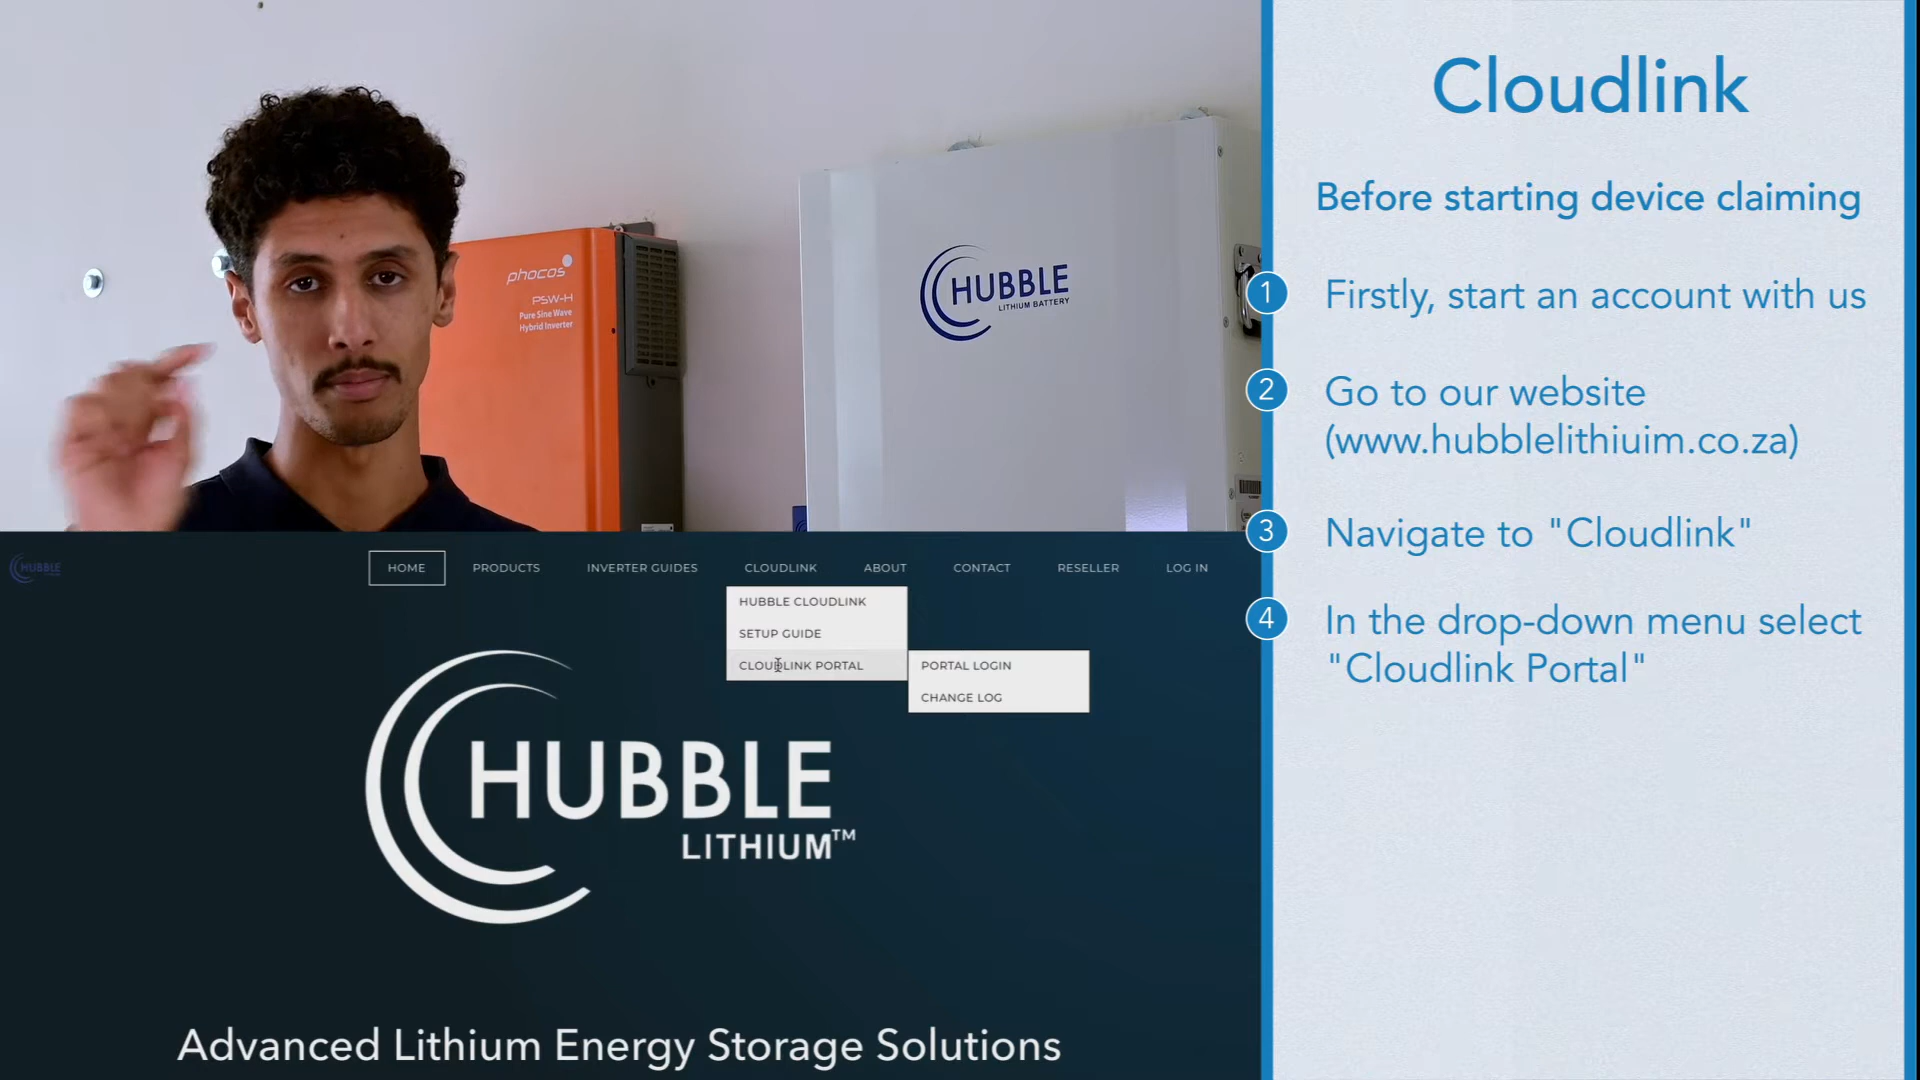 phocos
PSW-H
Pure Sine Wave
Hybrid Inverter
HUBBLE
LITHIUM BATTERY
HUBBLE
HOME
PRODUCTS
INVERTER GUIDES
CLOUDLINK
ABOUT
CONTACT
RESELLER
LOG IN
HUBBLE CLOUDLINK
SETUP GUIDE
CLOUDLINK PORTAL
PORTAL LOGIN
CHANGE LOG
HUBBLE
LITHIUM™
Advanced Lithium Energy Storage Solutions
Cloudlink
Before starting device claiming
1 Firstly, start an account with us
2 Go to our website
(www.hubblelithiuim.co.za)
3 Navigate to "Cloudlink"
4 In the drop-down menu select
"Cloudlink Portal"